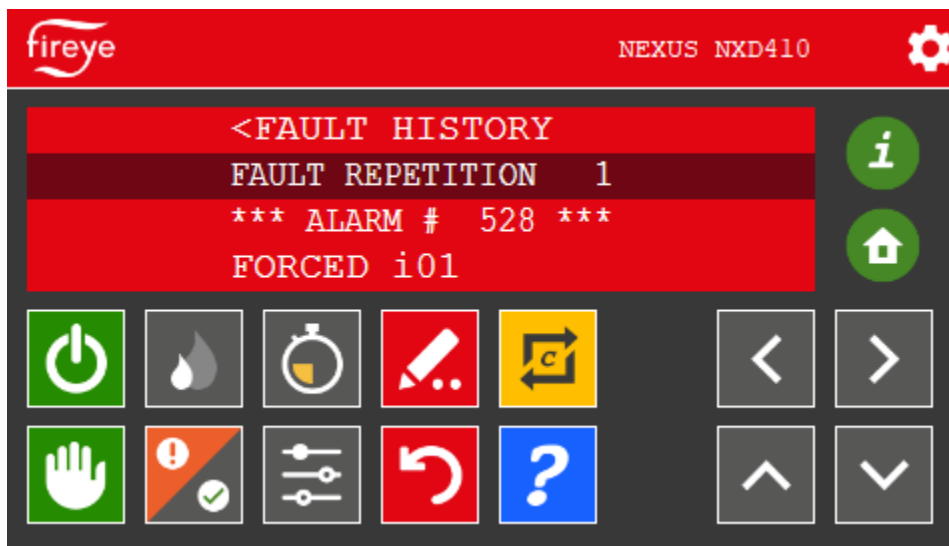 fireye
NEXUS NXD410
<FAULT HISTORY
FAULT REPETITION 1
*** ALARM # 528 ***
FORCED i01
i
C
?